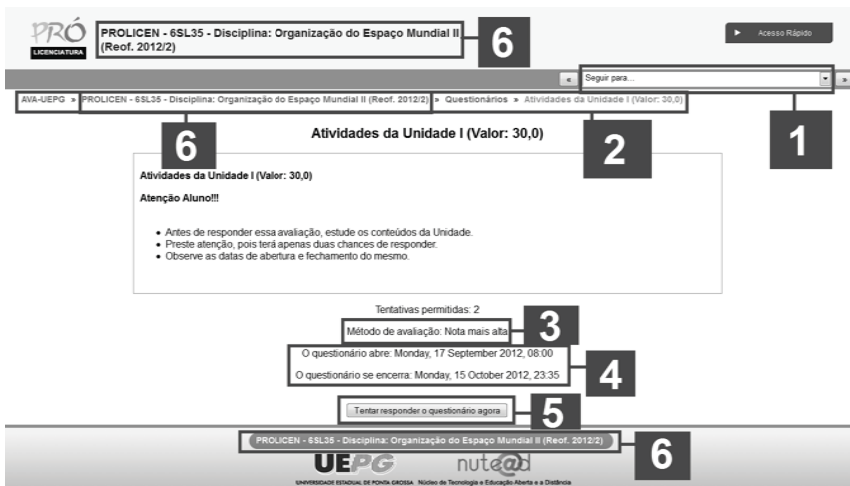 PRÓ
LICENCIATURA
PROLICEN - 6SL35 - Disciplina: Organização do Espaço Mundial II
(Reof. 2012/2)
6
Acesso Rápido
« Seguir para... »
1
AVA-UEPG » PROLICEN - 6SL35 - Disciplina: Organização do Espaço Mundial II (Reof. 2012/2) » Questionários » Atividades da Unidade I (Valor: 30,0)
6
2
Atividades da Unidade I (Valor: 30,0)
Atividades da Unidade I (Valor: 30,0)
Atenção Aluno!!!
• Antes de responder essa avaliação, estude os conteúdos da Unidade.
• Preste atenção, pois terá apenas duas chances de responder.
• Observe as datas de abertura e fechamento do mesmo.
Tentativas permitidas: 2
Método de avaliação: Nota mais alta
3
O questionário abre: Monday, 17 September 2012, 08:00
O questionário se encerra: Monday, 15 October 2012, 23:35
4
Tentar responder o questionário agora
5
PROLICEN - 6SL35 - Disciplina: Organização do Espaço Mundial II (Reof. 2012/2)
6
UEPG nute@d
UNIVERSIDADE ESTADUAL DE PONTA GROSSA Núcleo de Tecnologia e Educação Aberta e a Distância